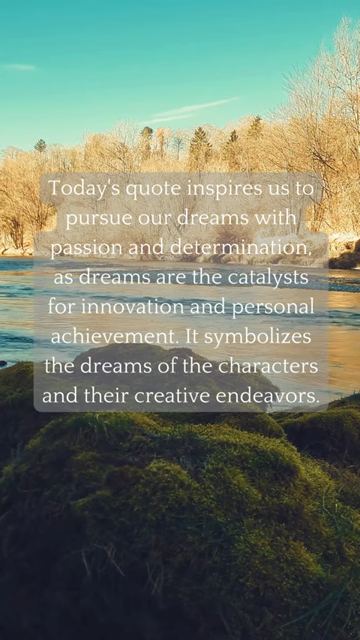 Today's quote inspires us to
pursue our dreams with
passion and determination,
as dreams are the catalysts
for innovation and personal
achievement. It symbolizes
the dreams of the characters
and their creative endeavors.